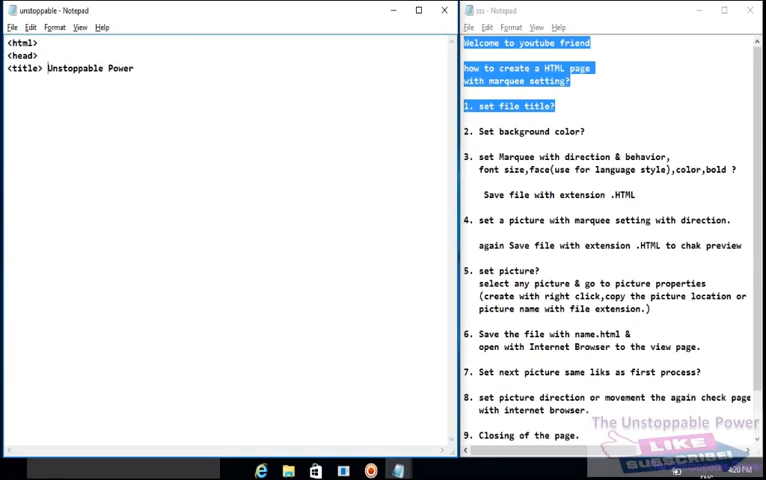 unstoppable - Notepad
File Edit Format View Help
<html>
<head>
<title> Unstoppable Power
sss - Notepad
File Edit Format View Help
Welcome to youtube friend
how to create a HTML page
with marquee setting?
1. set file title?
2. Set background color?
3. set Marquee with direction & behavior,
font size,face(use for language style),color,bold ?
Save file with extension .HTML
4. set a picture with marquee setting with direction.
again Save file with extension .HTML to chak preview
5. set picture?
select any picture & go to picture properties
(create with right click,copy the picture location or
picture name with file extension.)
6. Save the file with name.html &
open with Internet Browser to the view page.
7. Set next picture same liks as first process?
8. set picture direction or movement the again check page
with internet browser.
9. Closing of the page.
The Unstoppable Power
LIKE
SUBSCRIBE!
4:20 PM
ENG